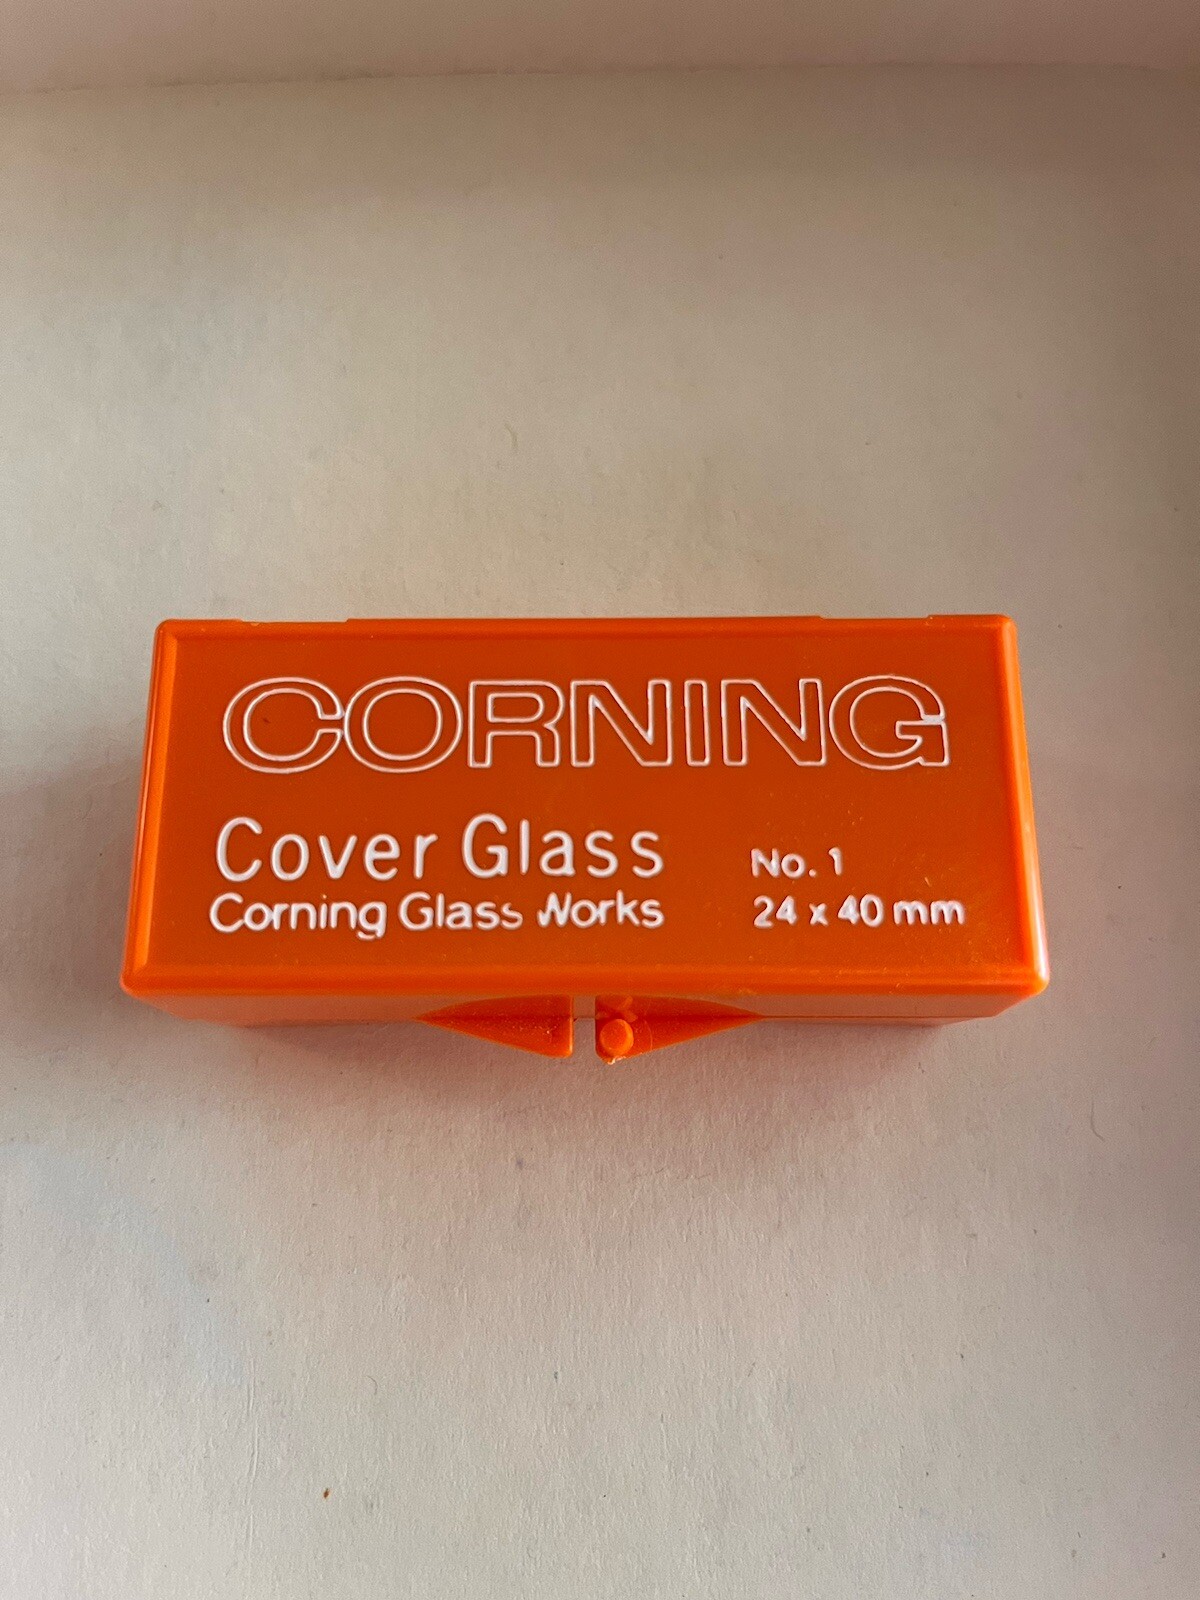 CORNING
Cover Glass
Corning Glass Works
No. 1
24 x 40 mm